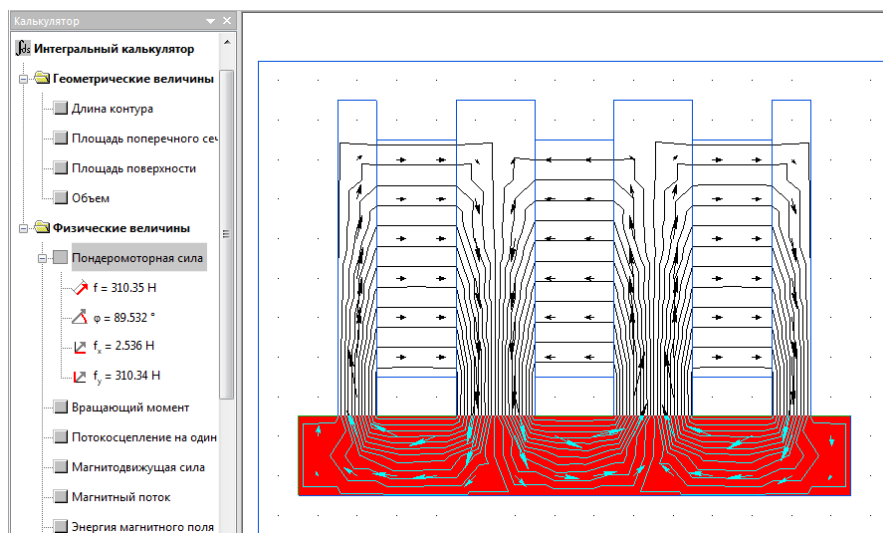 Калькулятор
Интегральный калькулятор
Геометрические величины
Длина контура
Площадь поперечного сеч
Площадь поверхности
Объем
Физические величины
Пондеромоторная сила
f = 310.35 Н
φ = 89.532 °
fx = 2.536 Н
fy = 310.34 Н
Вращающий момент
Потокосцепление на один
Магнитодвижущая сила
Магнитный поток
Энергия магнитного поля